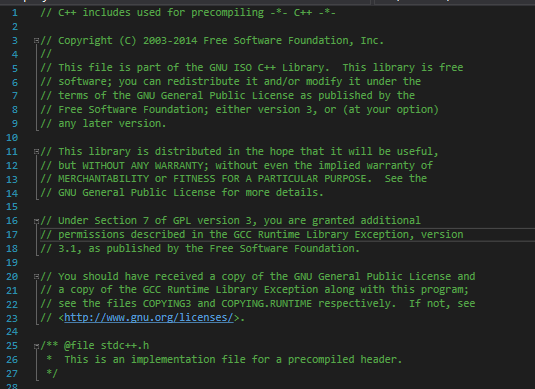 1 // C++ includes used for precompiling -*- C++ -*-
2
3 // Copyright (C) 2003-2014 Free Software Foundation, Inc.
4 //
5 // This file is part of the GNU ISO C++ Library.  This library is free
6 // software; you can redistribute it and/or modify it under the
7 // terms of the GNU General Public License as published by the
8 // Free Software Foundation; either version 3, or (at your option)
9 // any later version.
10
11 // This library is distributed in the hope that it will be useful,
12 // but WITHOUT ANY WARRANTY; without even the implied warranty of
13 // MERCHANTABILITY or FITNESS FOR A PARTICULAR PURPOSE.  See the
14 // GNU General Public License for more details.
15
16 // Under Section 7 of GPL version 3, you are granted additional
17 // permissions described in the GCC Runtime Library Exception, version
18 // 3.1, as published by the Free Software Foundation.
19
20 // You should have received a copy of the GNU General Public License and
21 // a copy of the GCC Runtime Library Exception along with this program;
22 // see the files COPYING3 and COPYING.RUNTIME respectively.  If not, see
23 // <http://www.gnu.org/licenses/>.
24
25 /** @file stdc++.h
26  *  This is an implementation file for a precompiled header.
27  */
28